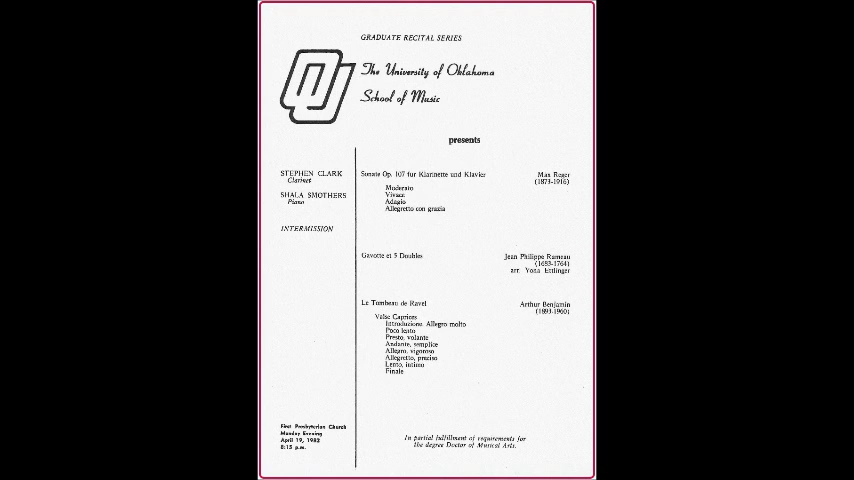 GRADUATE RECITAL SERIES
OU
The University of Oklahoma
School of Music
presents
STEPHEN CLARK
Clarinet
SHALA SMOTHERS
Piano
INTERMISSION
Sonate Op. 107 fur Klarinette und Klavier
Max Reger
(1873-1916)
Moderato
Vivace
Adagio
Allegretto con grazia
Gavotte et 5 Doubles
Jean Philippe Rameau
(1683-1764)
arr. Yona Ettlinger
Le Tombeau de Ravel
Arthur Benjamin
(1893-1960)
Valse Caprices
Introduzione. Allegro molto
Poco lento
Presto, volante
Andante, semplice
Allegro, vigoroso
Allegretto, preciso
Lento, intimo
Finale
First Presbyterian Church
Monday Evening
April 19, 1982
8:15 p.m.
In partial fulfillment of requirements for
the degree Doctor of Musical Arts.